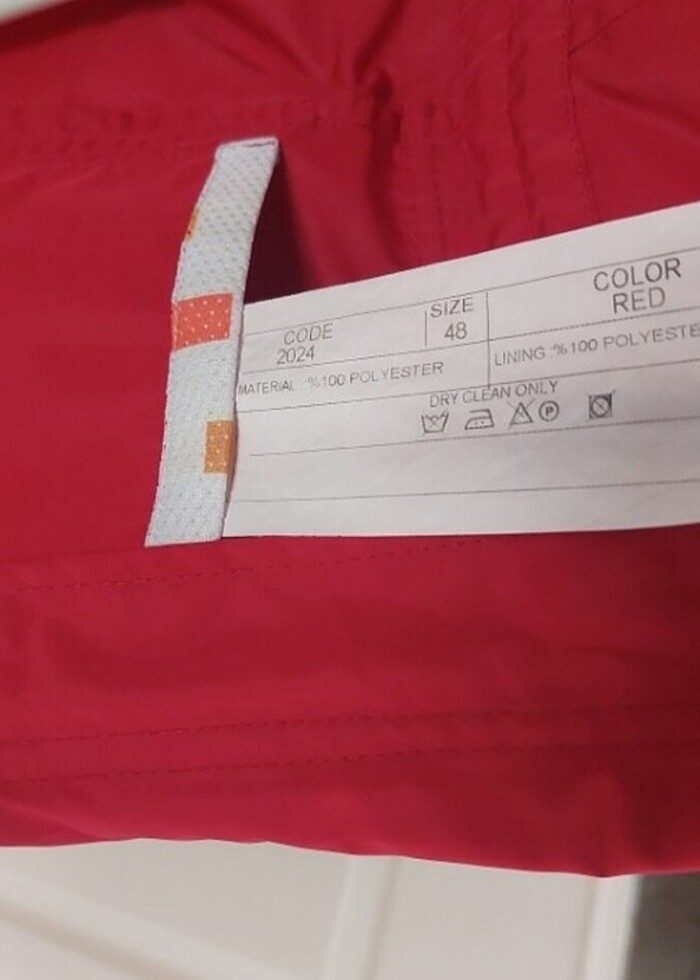 CODE SIZE COLOR
2024 48 RED
MATERIAL %100 POLYESTER LINING :%100 POLYESTE
DRY CLEAN ONLY
P